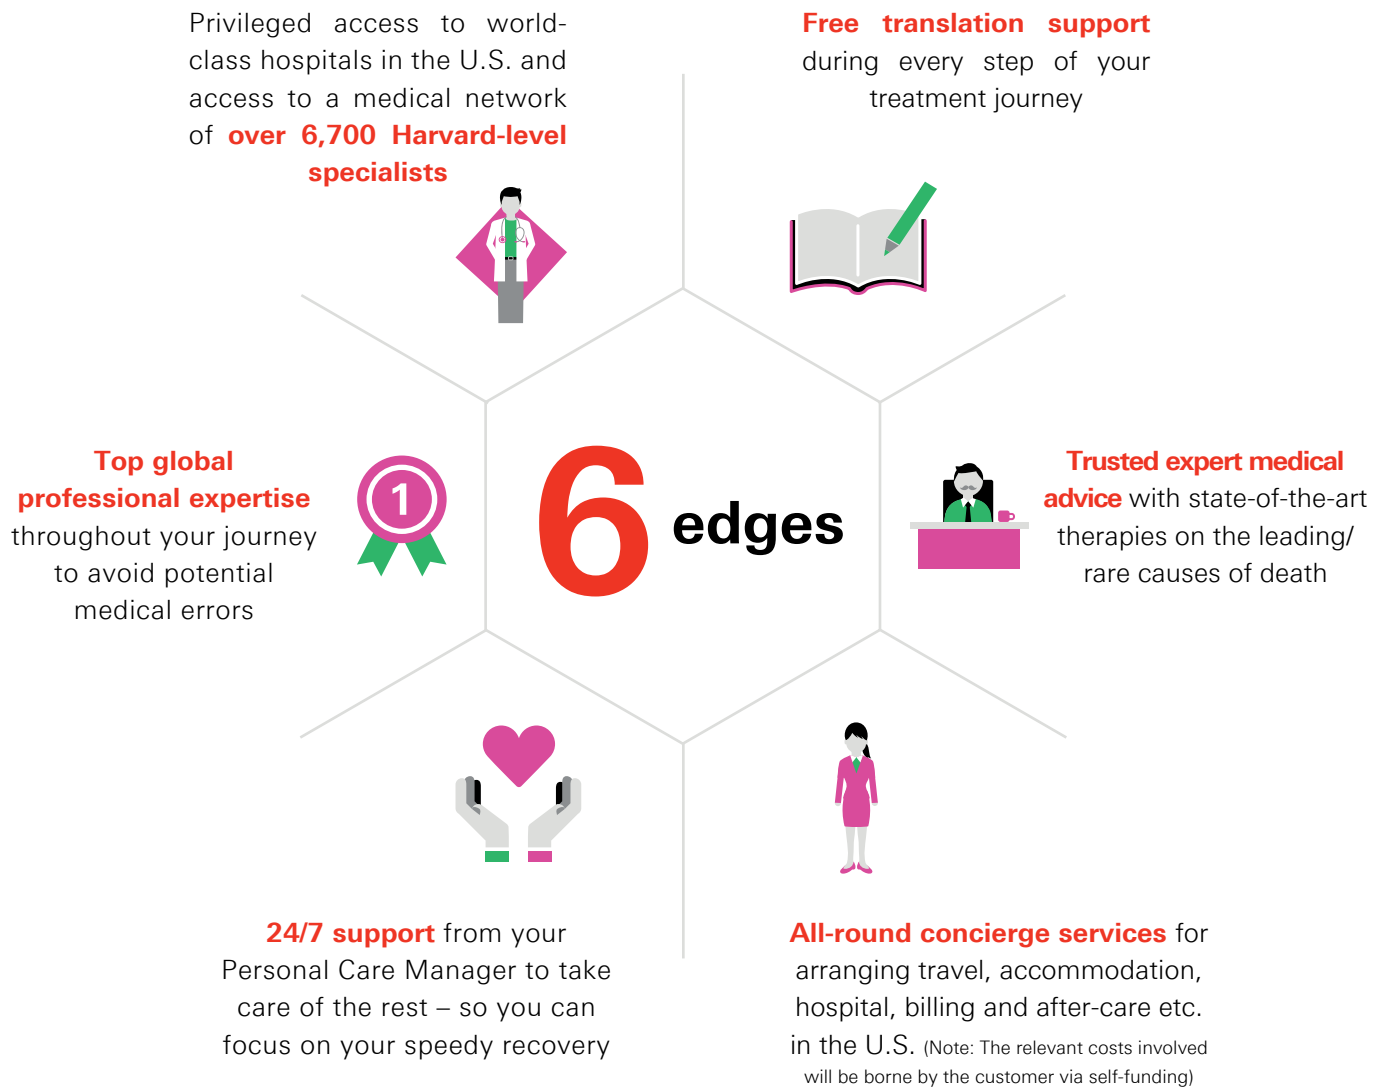 Privileged access to world-
class hospitals in the U.S. and
access to a medical network
of over 6,700 Harvard-level
specialists
Free translation support
during every step of your
treatment journey
Top global
professional expertise
throughout your journey
to avoid potential
medical errors
1
6 edges
Trusted expert medical
advice with state-of-the-art
therapies on the leading/
rare causes of death
24/7 support from your
Personal Care Manager to take
care of the rest – so you can
focus on your speedy recovery
All-round concierge services for
arranging travel, accommodation,
hospital, billing and after-care etc.
in the U.S. (Note: The relevant costs involved
will be borne by the customer via self-funding)